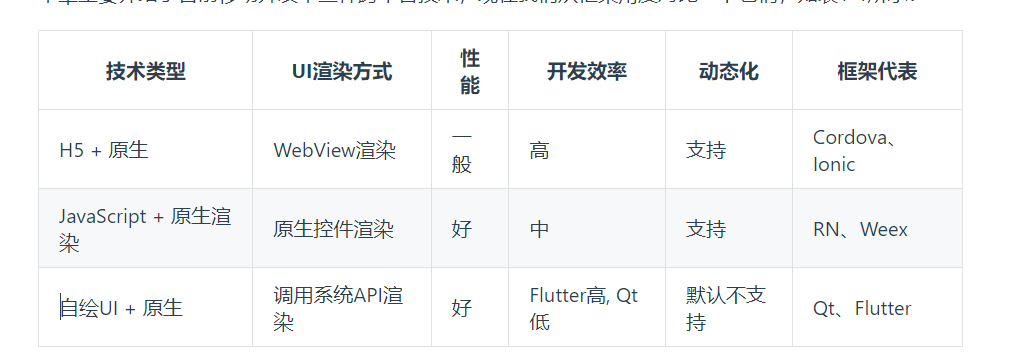 技术类型 UI渲染方式 性能 开发效率 动态化 框架代表
H5 + 原生 WebView渲染 一般 高 支持 Cordova、Ionic
JavaScript + 原生渲染 原生控件渲染 好 中 支持 RN、Weex
自绘UI + 原生 调用系统API渲染 好 Flutter高, Qt低 默认不支持 Qt、Flutter